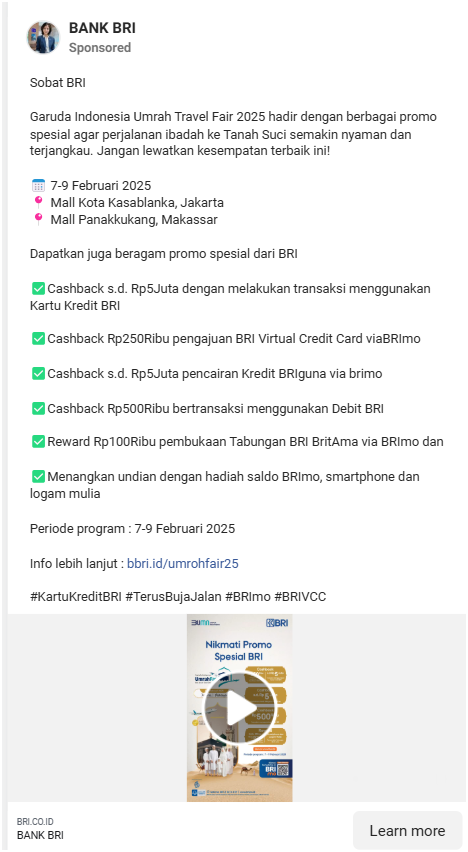 BANK BRI
Sponsored
Sobat BRI
Garuda Indonesia Umrah Travel Fair 2025 hadir dengan berbagai promo
spesial agar perjalanan ibadah ke Tanah Suci semakin nyaman dan
terjangkau. Jangan lewatkan kesempatan terbaik ini!
7-9 Februari 2025
Mall Kota Kasablanka, Jakarta
Mall Panakkukang, Makassar
Dapatkan juga beragam promo spesial dari BRI
Cashback s.d. Rp5Juta dengan melakukan transaksi menggunakan
Kartu Kredit BRI
Cashback Rp250Ribu pengajuan BRI Virtual Credit Card viaBRImo
Cashback s.d. Rp5Juta pencairan Kredit BRIguna via brimo
Cashback Rp500Ribu bertransaksi menggunakan Debit BRI
Reward Rp100Ribu pembukaan Tabungan BRI BritAma via BRImo dan
Menangkan undian dengan hadiah saldo BRImo, smartphone dan
logam mulia
Periode program : 7-9 Februari 2025
Info lebih lanjut : bbri.id/umrohfair25
#KartuKreditBRI #TerusBujaJalan #BRImo #BRIVCC
BUMN
BRI
Nikmati Promo
Spesial BRI
BRI.CO.ID
BANK BRI
Learn more